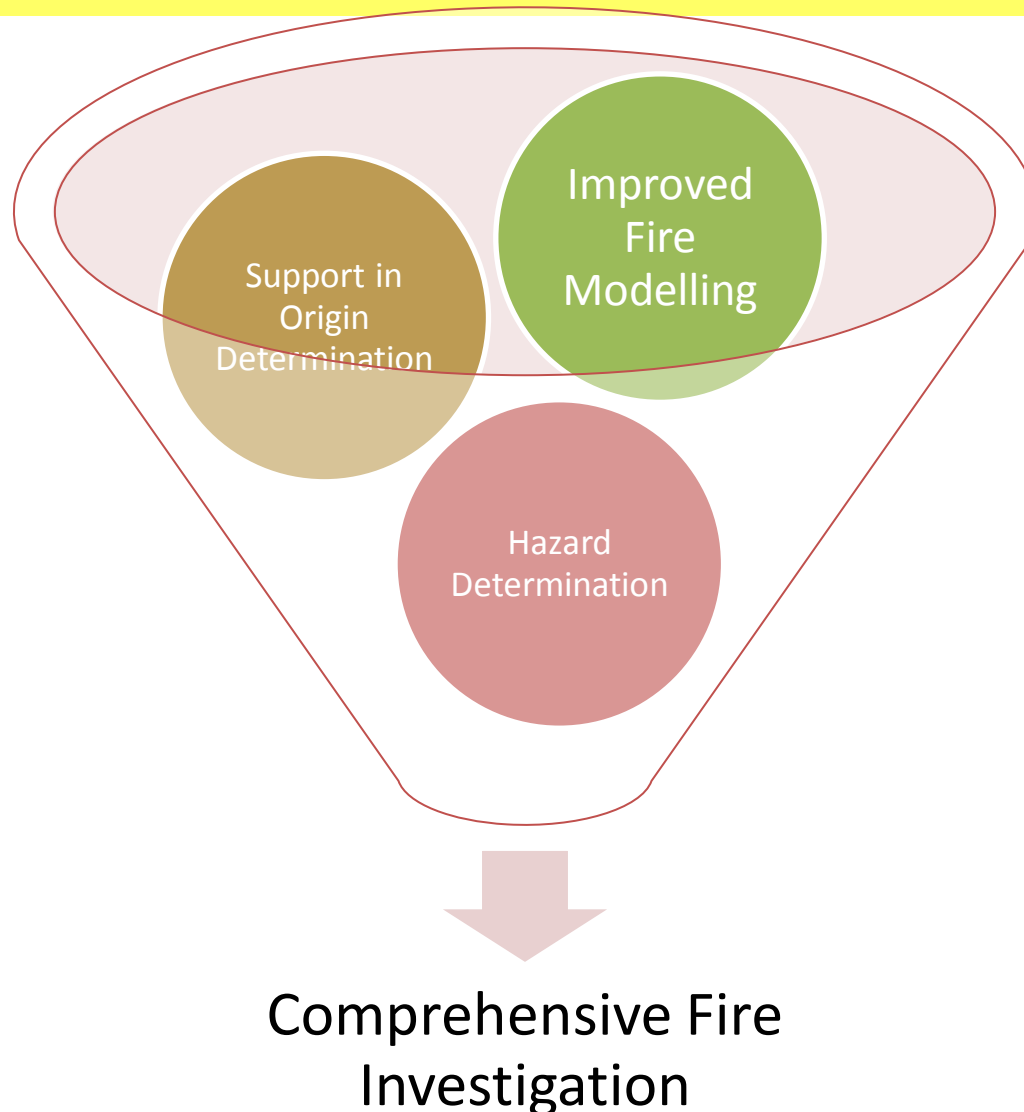 Improved
Fire
Modelling
Support in
Origin
Determination
Hazard
Determination
Comprehensive Fire
Investigation